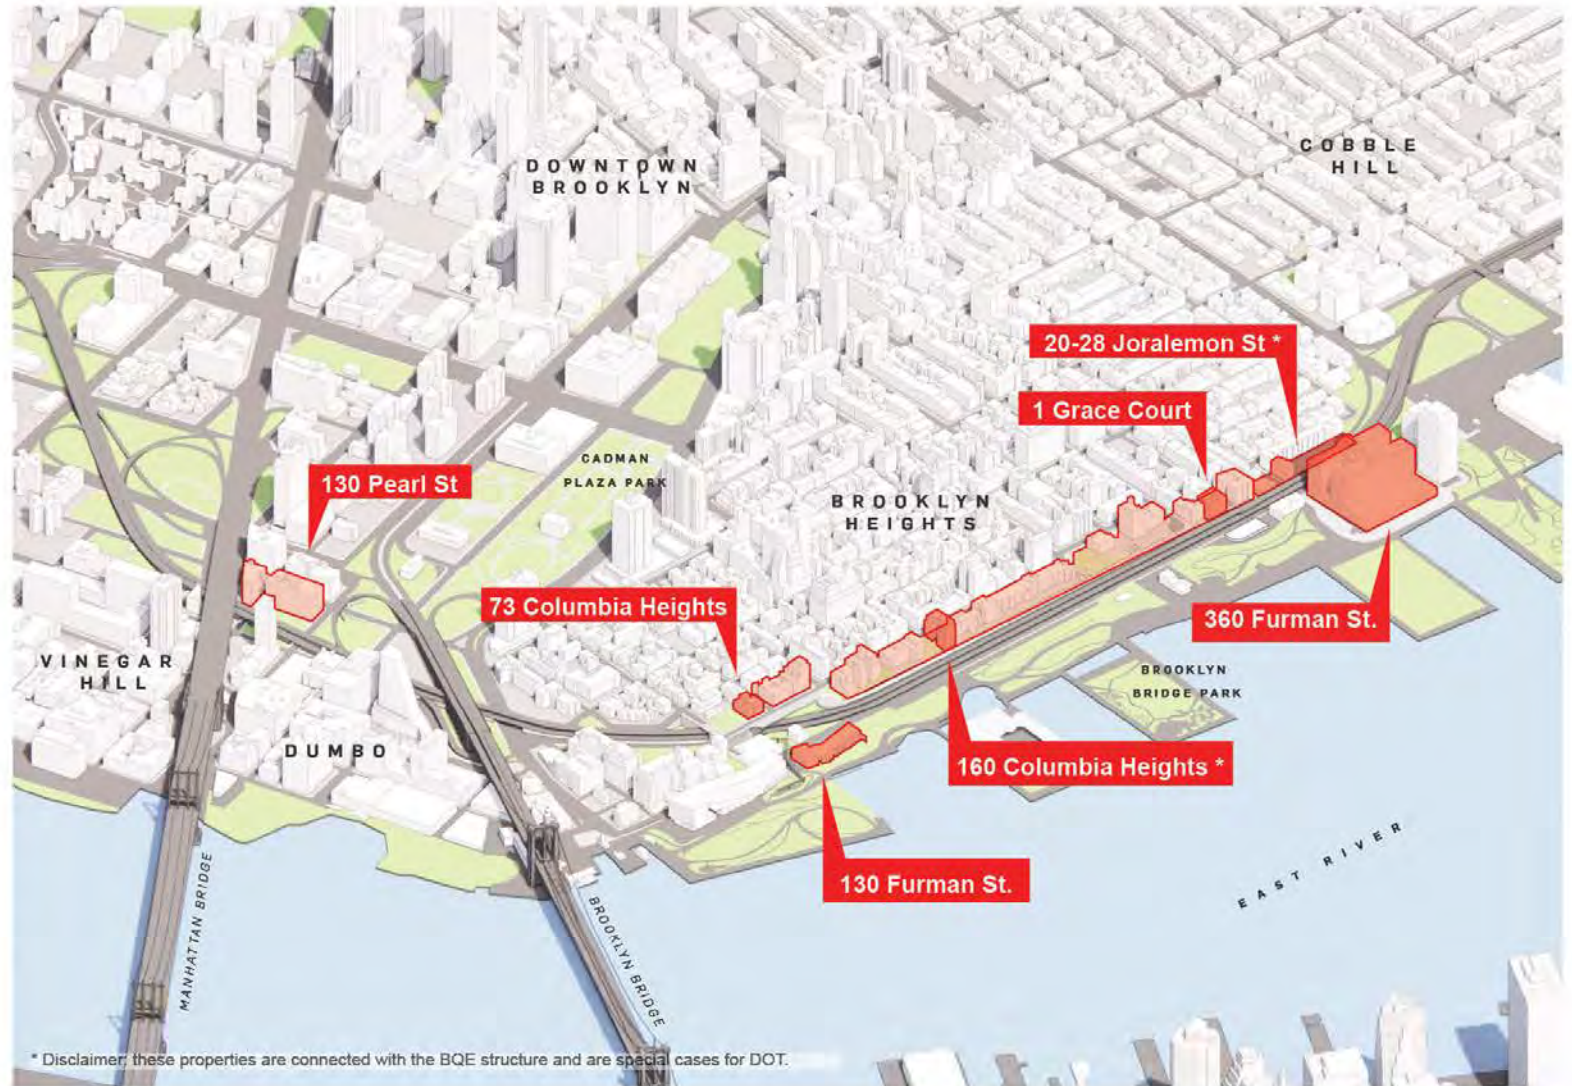 COBBLE
HILL
DOWNTOWN
BROOKLYN
20-28 Joralemon St *
1 Grace Court
CADMAN
PLAZA PARK
130 Pearl St
BROOKLYN
HEIGHTS
73 Columbia Heights
360 Furman St.
VINEGAR
HILL
BROOKLYN
BRIDGE PARK
DUMBO
160 Columbia Heights *
130 Furman St.
EAST RIVER
MANHATTAN BRIDGE
BROOKLYN BRIDGE
* Disclaimer: these properties are connected with the BQE structure and are special cases for DOT.